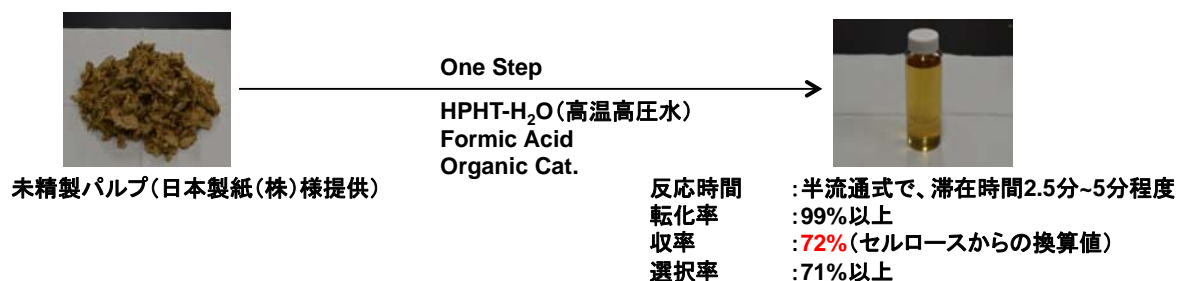 One Step
HPHT-H₂O(高温高圧水)
Formic Acid
Organic Cat.
未精製パルプ(日本製紙(株)様提供)
反応時間 :半流通式で、滞在時間2.5分~5分程度
転化率 :99%以上
収率 :72%(セルロースからの換算値)
選択率 :71%以上